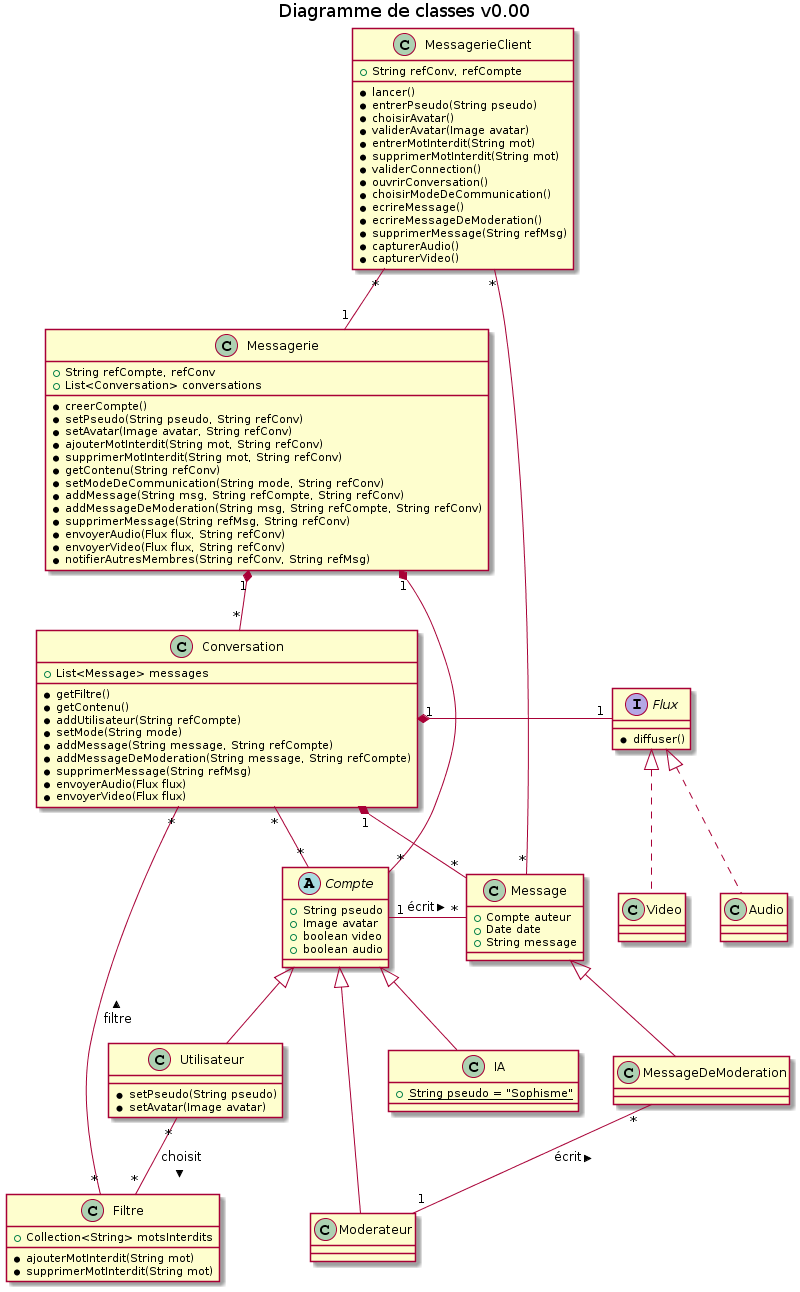 Diagramme de classes v0.00
C MessagerieClient
String refConv, refCompte
lancer()
entrerPseudo(String pseudo)
choisirAvatar()
validerAvatar(Image avatar)
entrerMotInterdit(String mot)
supprimerMotInterdit(String mot)
validerConnection()
ouvrirConversation()
choisirModeDeCommunication()
ecrireMessage()
ecrireMessageDeModeration()
supprimerMessage(String refMsg)
capturerAudio()
capturerVideo()
* *
1
C Messagerie
String refCompte, refConv
List<Conversation> conversations
creerCompte()
setPseudo(String pseudo, String refConv)
setAvatar(Image avatar, String refConv)
ajouterMotInterdit(String mot, String refConv)
supprimerMotInterdit(String mot, String refConv)
getContenu(String refConv)
setModeDeCommunication(String mode, String refConv)
addMessage(String msg, String refCompte, String refConv)
addMessageDeModeration(String msg, String refCompte, String refConv)
supprimerMessage(String refMsg, String refConv)
envoyerAudio(Flux flux, String refConv)
envoyerVideo(Flux flux, String refConv)
notifierAutresMembres(String refConv, String refMsg)
1 1
*
C Conversation
List<Message> messages
getFiltre()
getContenu()
addUtilisateur(String refCompte)
setMode(String mode)
addMessage(String message, String refCompte)
addMessageDeModeration(String message, String refCompte)
supprimerMessage(String refMsg)
envoyerAudio(Flux flux)
envoyerVideo(Flux flux)
1 1
I Flux
diffuser()
* * 1
* * * *
A Compte
String pseudo
Image avatar
boolean video
boolean audio
1 écrit ► *
C Message
Compte auteur
Date date
String message
C Video
C Audio
▲
filtre
C Utilisateur
setPseudo(String pseudo)
setAvatar(Image avatar)
C IA
String pseudo = "Sophisme"
C MessageDeModeration
* *
choisit
▼
écrit ►
* * 1
C Filtre
Collection<String> motsInterdits
ajouterMotInterdit(String mot)
supprimerMotInterdit(String mot)
C Moderateur